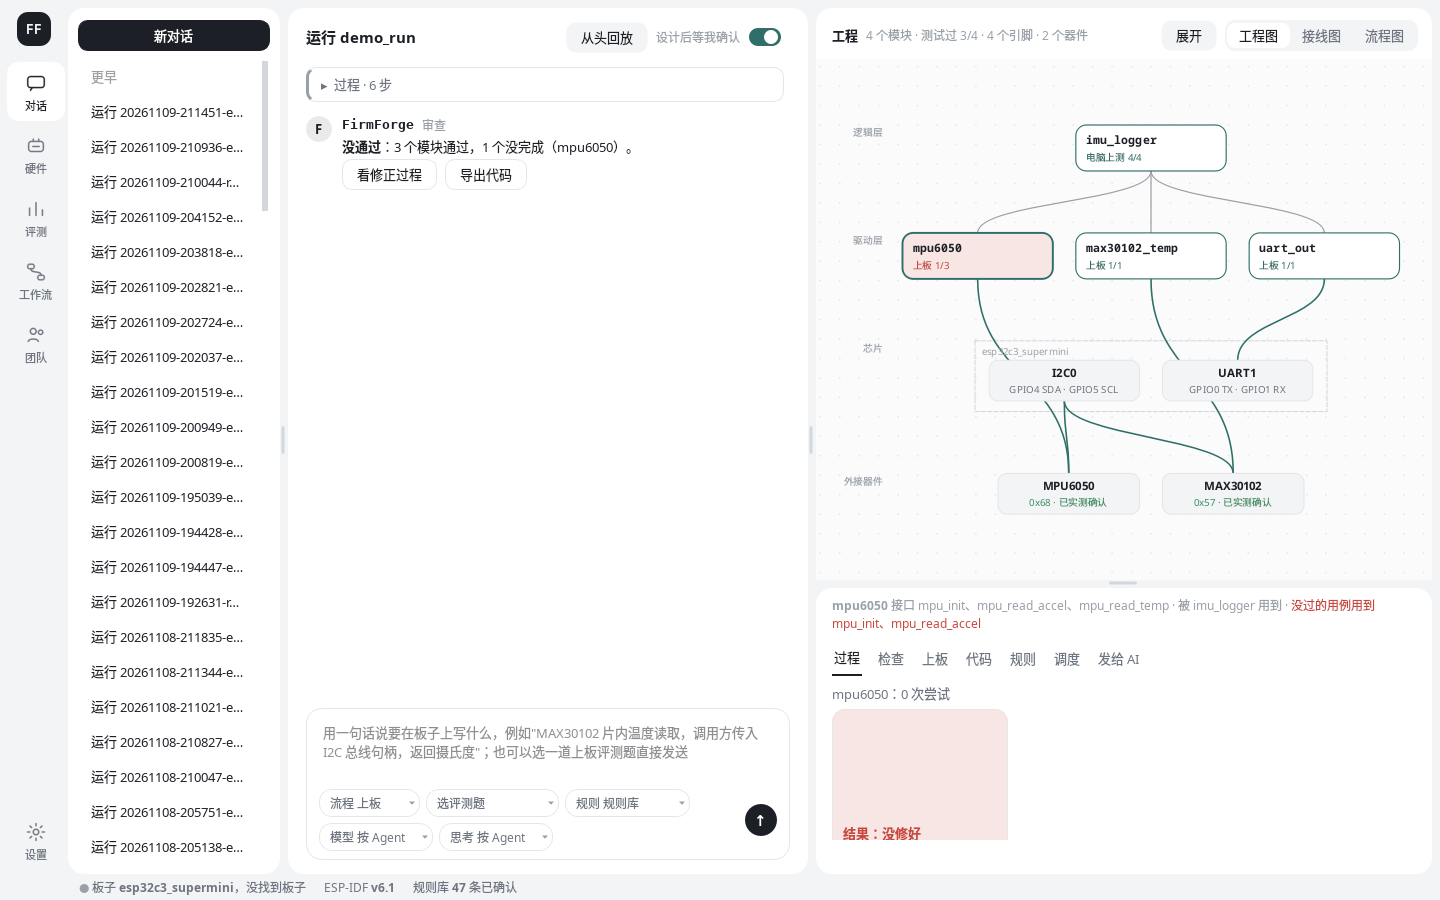 FF
对话
硬件
评测
工作流
团队
设置
新对话
更早
运行 20261109-211451-e...
运行 20261109-210936-e...
运行 20261109-210044-r...
运行 20261109-204152-e...
运行 20261109-203818-e...
运行 20261109-202821-e...
运行 20261109-202724-e...
运行 20261109-202037-e...
运行 20261109-201519-e...
运行 20261109-200949-e...
运行 20261109-200819-e...
运行 20261109-195039-e...
运行 20261109-194428-e...
运行 20261109-194447-e...
运行 20261109-192631-r...
运行 20261108-211835-e...
运行 20261108-211344-e...
运行 20261108-211021-e...
运行 20261108-210827-e...
运行 20261108-210047-e...
运行 20261108-205751-e...
运行 20261108-205138-e...
运行 demo_run
从头回放
设计后等我确认
▸ 过程 · 6 步
F
FirmForge 审查
没通过：3 个模块通过，1 个没完成（mpu6050）。
看修正过程
导出代码
用一句话说要在板子上写什么，例如"MAX30102 片内温度读取，调用方传入
I2C 总线句柄，返回摄氏度"；也可以选一道上板评测题直接发送
流程 上板
选评测题
规则 规则库
模型 按 Agent
思考 按 Agent
↑
工程 4 个模块 · 测试过 3/4 · 4 个引脚 · 2 个器件
展开
工程图
接线图
流程图
逻辑层
imu_logger
电脑上测 4/4
驱动层
mpu6050
上板 1/3
max30102_temp
上板 1/1
uart_out
上板 1/1
芯片
esp32c3_supermini
I2C0
GPIO4 SDA · GPIO5 SCL
UART1
GPIO0 TX · GPIO1 RX
外接器件
MPU6050
0x68 · 已实测确认
MAX30102
0x57 · 已实测确认
mpu6050 接口 mpu_init、mpu_read_accel、mpu_read_temp · 被 imu_logger 用到 · 没过的用例用到
mpu_init、mpu_read_accel
过程
检查
上板
代码
规则
调度
发给 AI
mpu6050：0 次尝试
结果：没修好
板子 esp32c3_supermini，没找到板子
ESP-IDF v6.1
规则库 47 条已确认